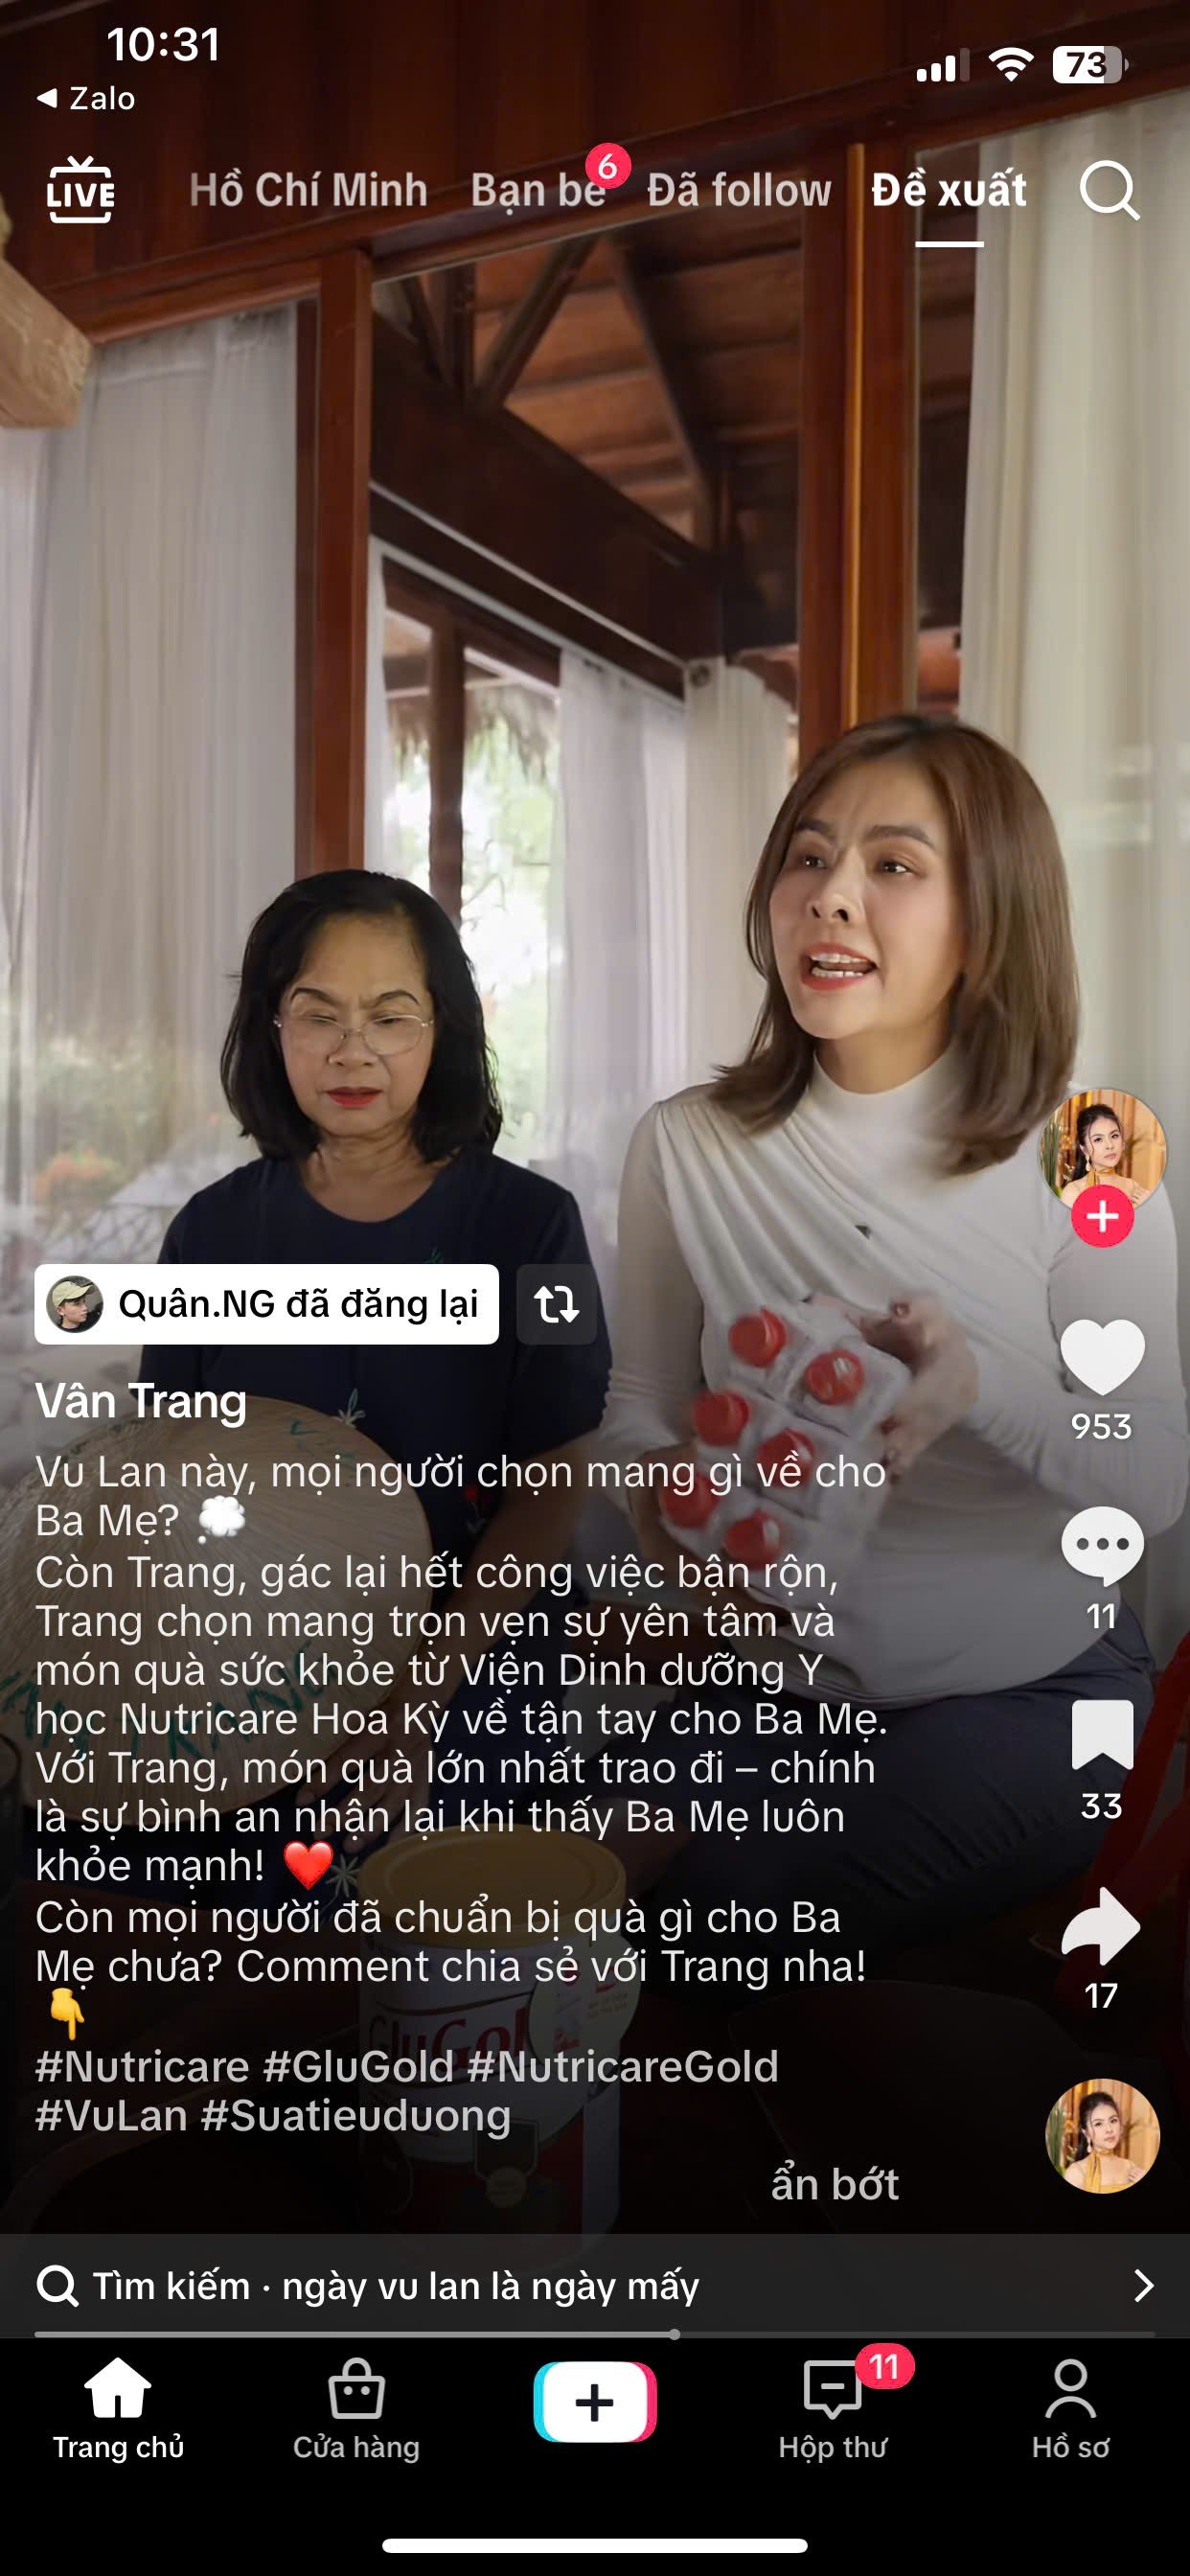 10:31
73
◀ Zalo
LIVE
Hồ Chí Minh
Bạn bè
6
Đã follow
Đề xuất
Quân.NG đã đăng lại
Vân Trang
Vu Lan này, mọi người chọn mang gì về cho
Ba Mẹ? 💭
Còn Trang, gác lại hết công việc bận rộn,
Trang chọn mang trọn vẹn sự yên tâm và
món quà sức khỏe từ Viện Dinh dưỡng Y
học Nutricare Hoa Kỳ về tận tay cho Ba Mẹ.
Với Trang, món quà lớn nhất trao đi – chính
là sự bình an nhận lại khi thấy Ba Mẹ luôn
khỏe mạnh! ❤️
Còn mọi người đã chuẩn bị quà gì cho Ba
Mẹ chưa? Comment chia sẻ với Trang nha!
👇
#Nutricare #GluGold #NutricareGold
#VuLan #Suatieuduong
ẩn bớt
953
11
33
17
GluGold
Tìm kiếm · ngày vu lan là ngày mấy
Trang chủ
Cửa hàng
11
Hộp thư
Hồ sơ